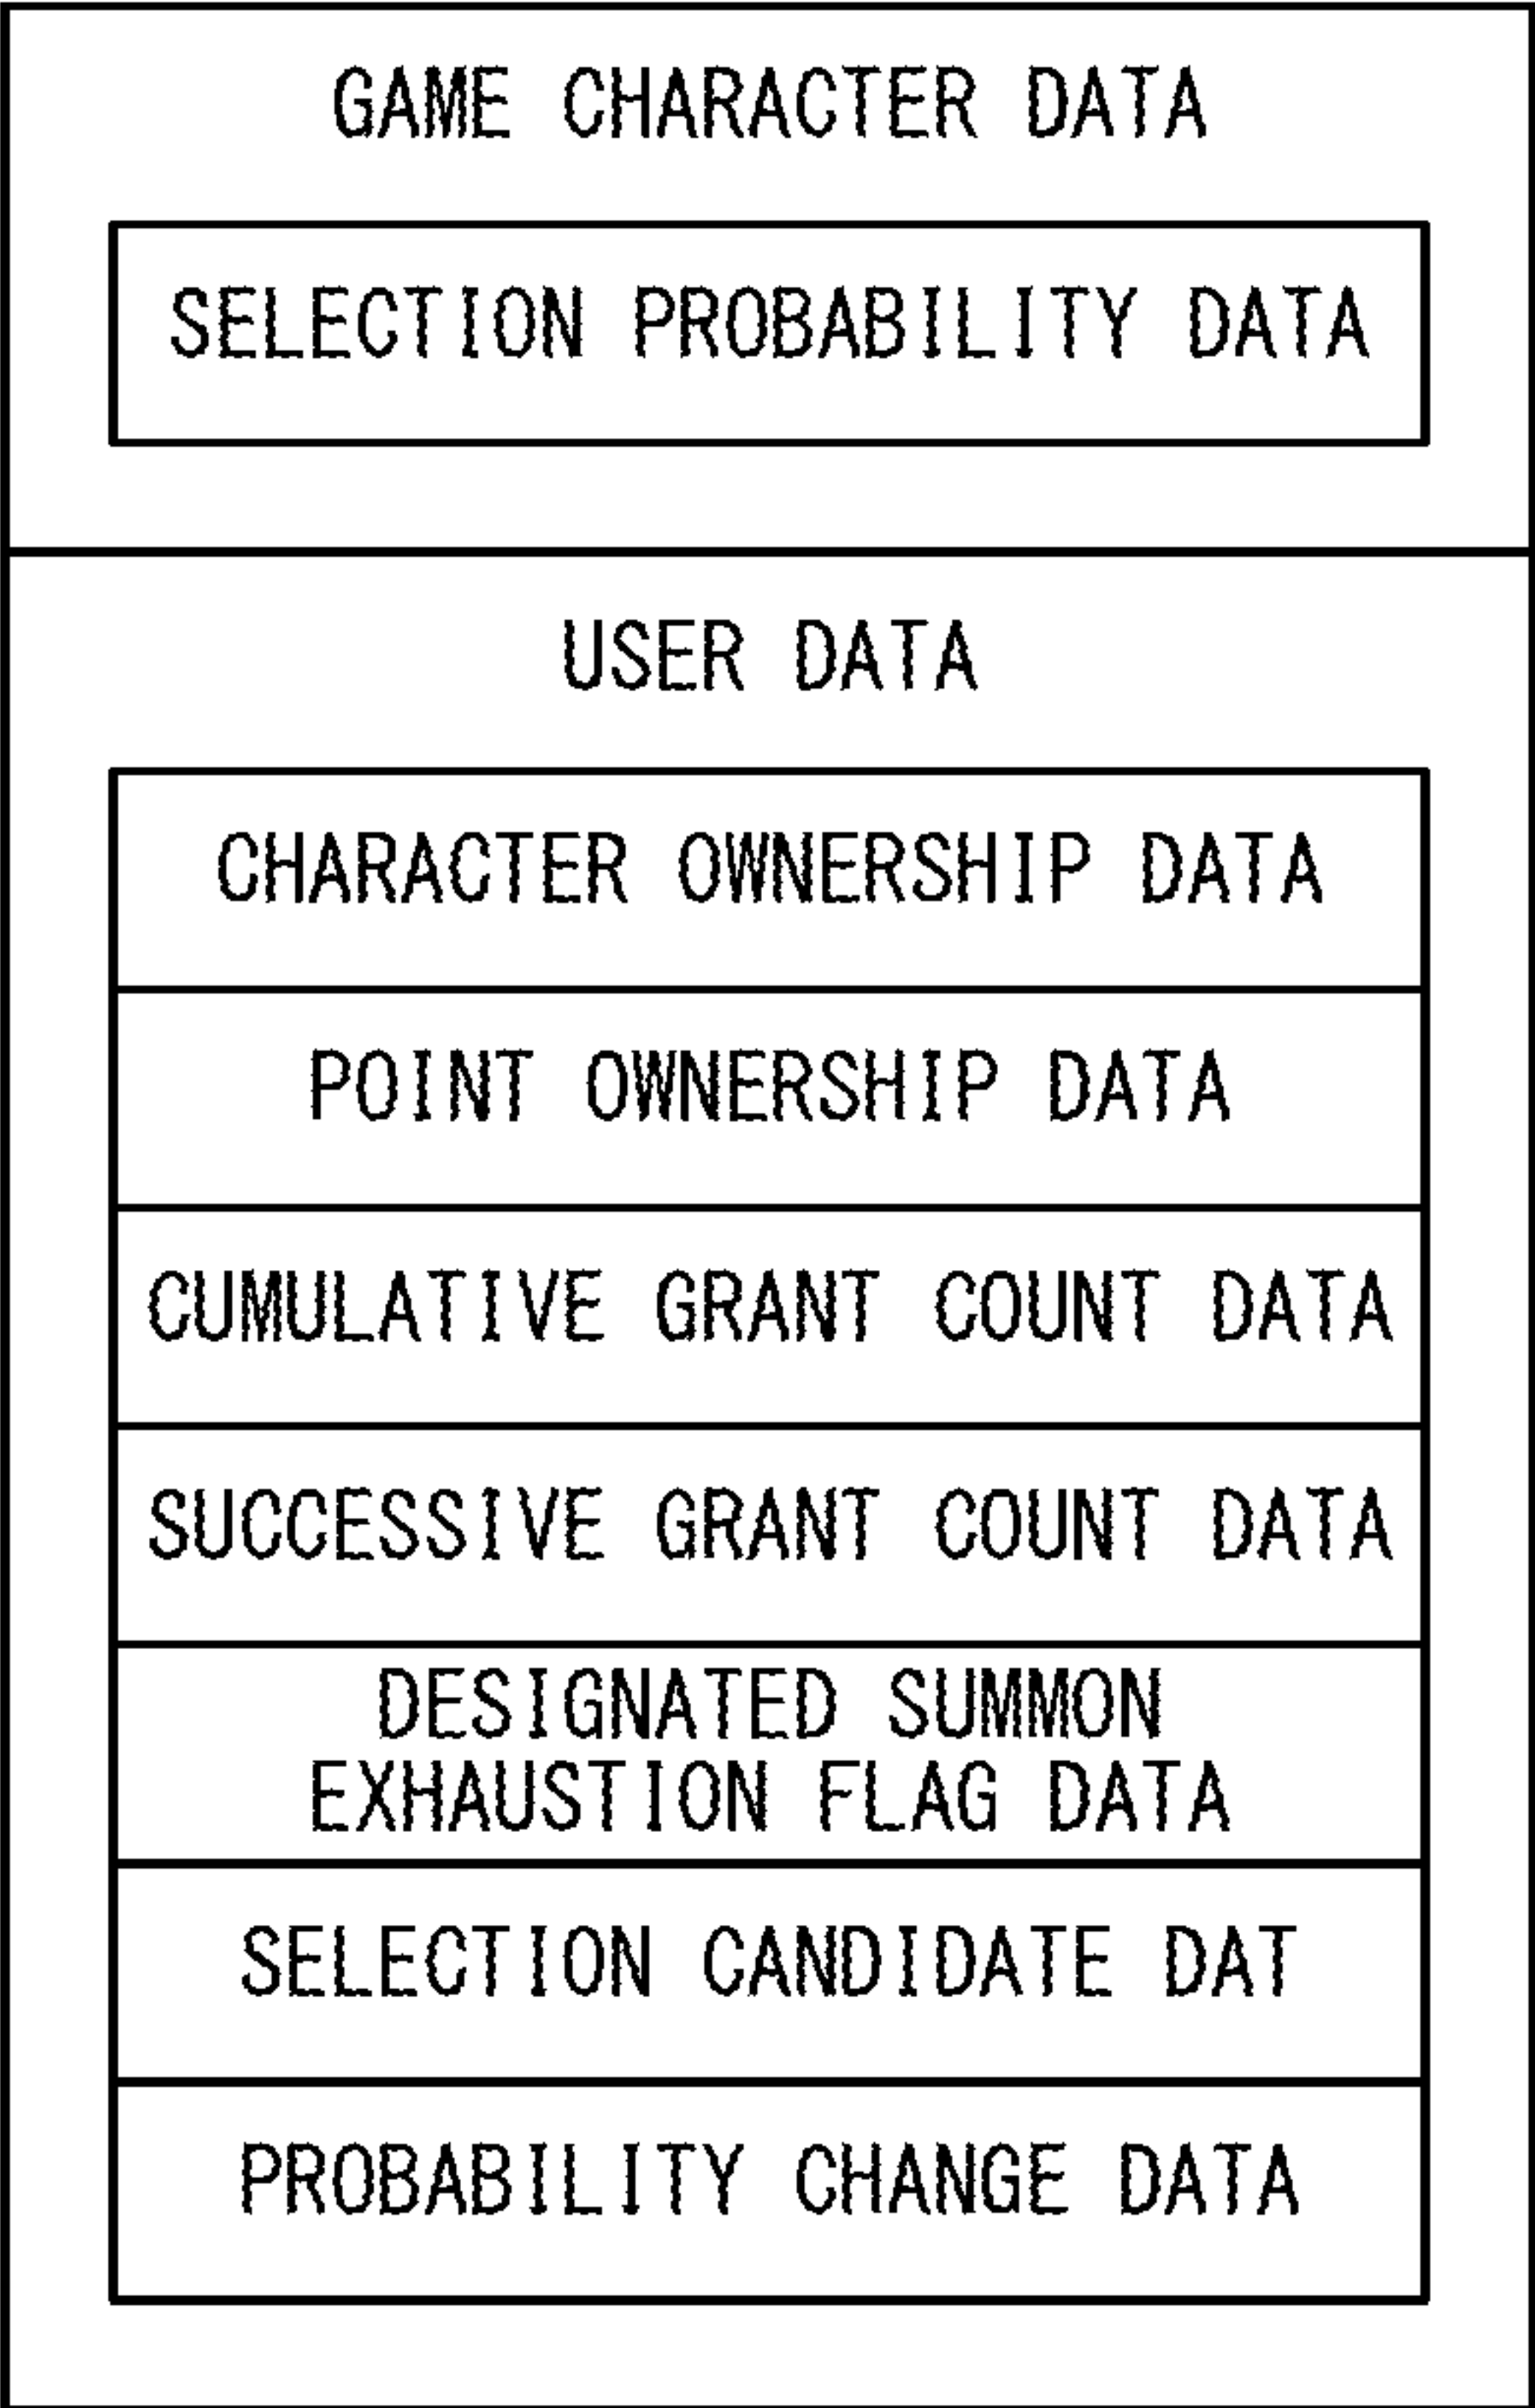 GAME CHARACTER DATA
SELECTION PROBABILITY DATA
USER DATA
CHARACTER OWNERSHIP DATA
POINT OWNERSHIP DATA
CUMULATIVE GRANT COUNT DATA
SUCCESSIVE GRANT COUNT DATA
DESIGNATED SUMMON
EXHAUSTION FLAG DATA
SELECTION CANDIDATE DAT
PROBABILITY CHANGE DATA